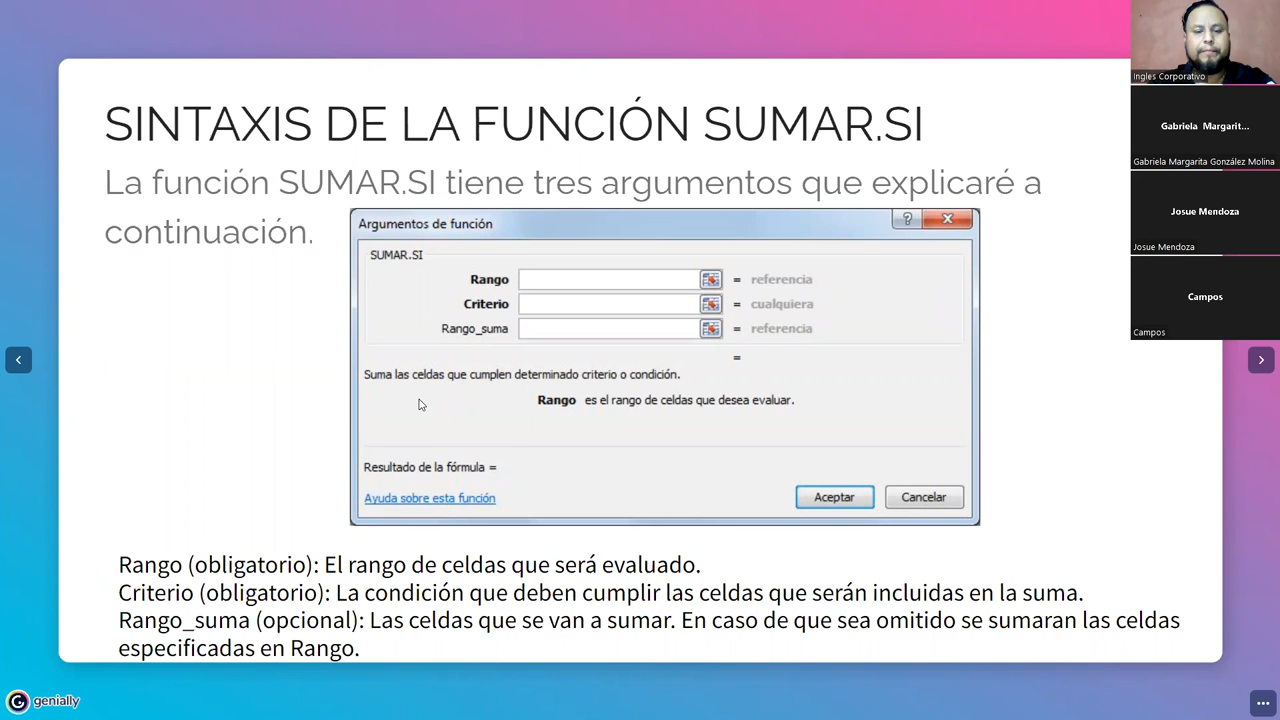 SINTAXIS DE LA FUNCIÓN SUMAR.SI
La función SUMAR.SI tiene tres argumentos que explicaré a
continuación.
Argumentos de función
?
SUMAR.SI
Rango = referencia
Criterio = cualquiera
Rango_suma = referencia
=
Suma las celdas que cumplen determinado criterio o condición.
Rango es el rango de celdas que desea evaluar.
Resultado de la fórmula =
Ayuda sobre esta función
Aceptar
Cancelar
Rango (obligatorio): El rango de celdas que será evaluado.
Criterio (obligatorio): La condición que deben cumplir las celdas que serán incluidas en la suma.
Rango_suma (opcional): Las celdas que se van a sumar. En caso de que sea omitido se sumaran las celdas
especificadas en Rango.
Ingles Corporativo
Gabriela Margarit...
Gabriela Margarita González Molina
Josue Mendoza
Josue Mendoza
Campos
Campos
genially